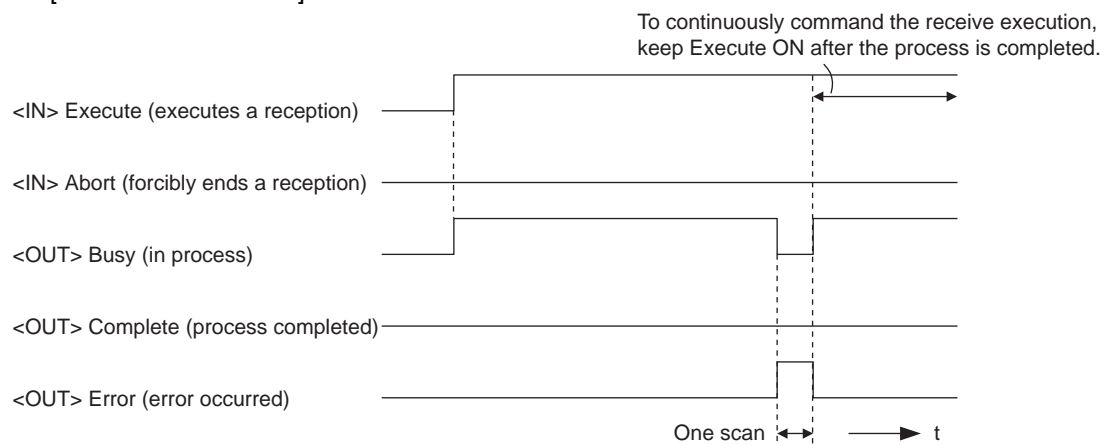 To continuously command the receive execution,
keep Execute ON after the process is completed.
<IN> Execute (executes a reception)
<IN> Abort (forcibly ends a reception)
<OUT> Busy (in process)
<OUT> Complete (process completed)
<OUT> Error (error occurred)
One scan
t